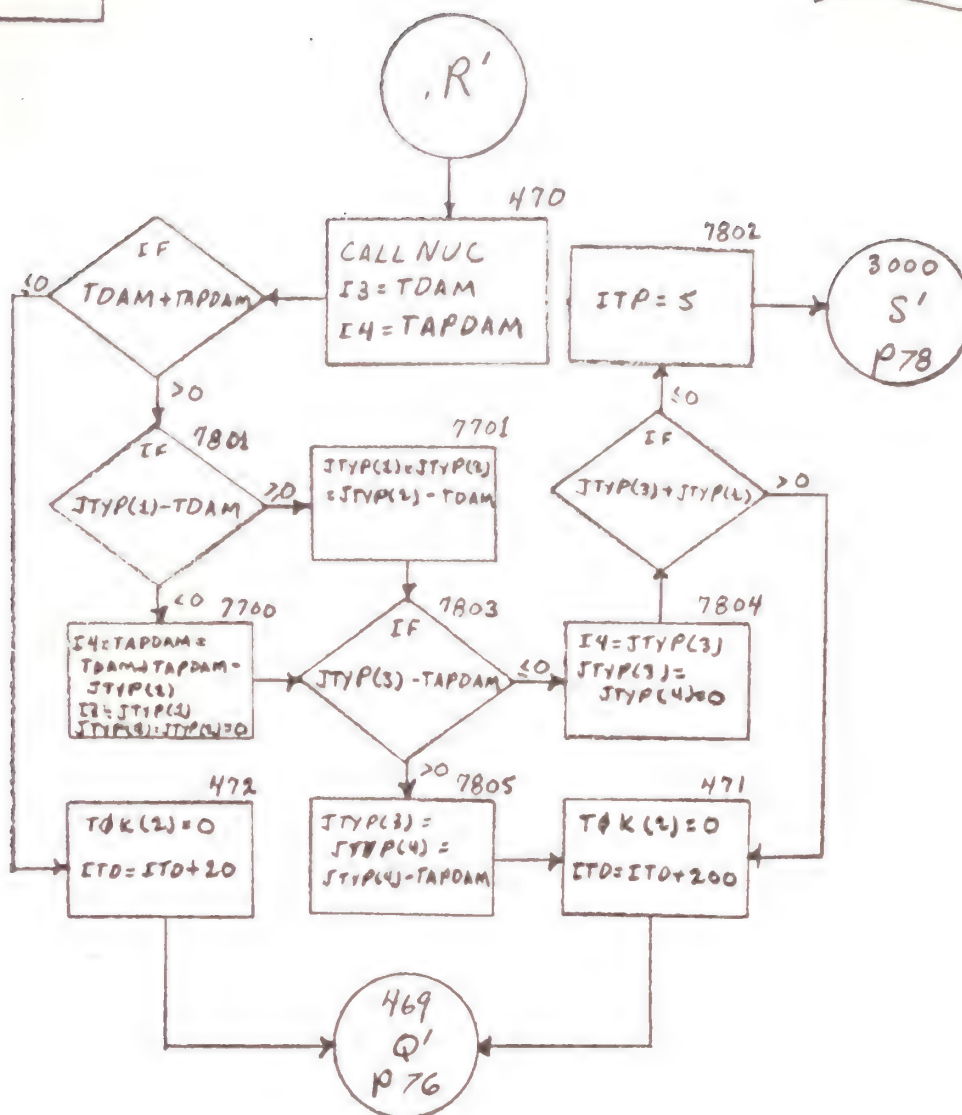 .R'
470
CALL NUC
I3=TDAM
I4=TAPDAM
IF
TDAM+TAPDAM
≤0
>0
7802
ITP=5
3000
S'
P78
7801
IF
JTYP(1)-TDAM
≥0
<0
7701
JTYP(1)=JTYP(2)
=JTYP(2)-TDAM
IF
JTYP(3)+JTYP(1)
≤0
>0
7700
I4=TAPDAM=
TDAM+TAPDAM-
JTYP(1)
I3=JTYP(1)
JTYP(1)=JTYP(2)=0
7803
IF
JTYP(3)-TAPDAM
≤0
>0
7804
I4=JTYP(3)
JTYP(3)=
JTYP(4)=0
472
TØK(2)=0
ITD=ITD+20
7805
JTYP(3)=
JTYP(4)=
JTYP(4)-TAPDAM
471
TØK(2)=0
ITD=ITD+200
469
Q'
P76